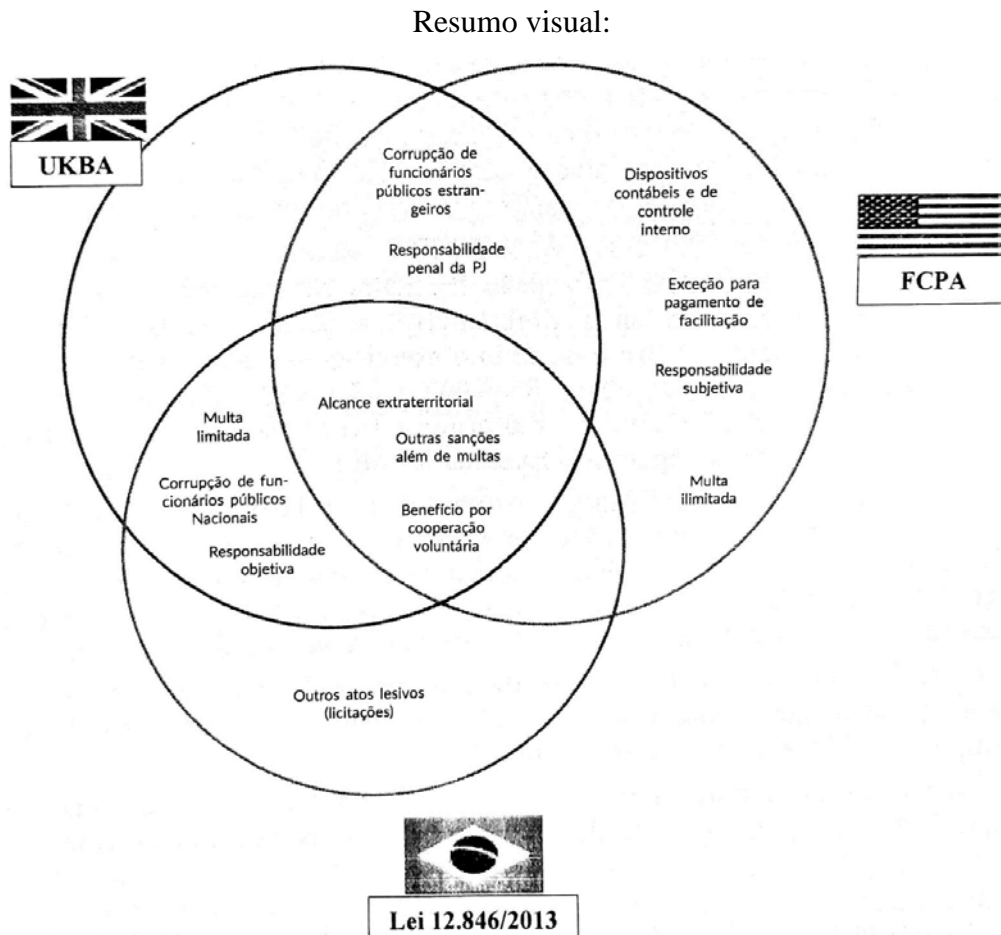 Resumo visual:
UKBA
Corrupção de
funcionários
públicos estran-
geiros
Responsabilidade
penal da PJ
Dispositivos
contábeis e de
controle
interno
FCPA
Exceção para
pagamento de
facilitação
Responsabilidade
subjetiva
Multa
ilimitada
Alcance extraterritorial
Outras sanções
além de multas
Benefício por
cooperação
voluntária
Multa
limitada
Corrupção de fun-
cionários públicos
Nacionais
Responsabilidade
objetiva
Outros atos lesivos
(licitações)
Lei 12.846/2013